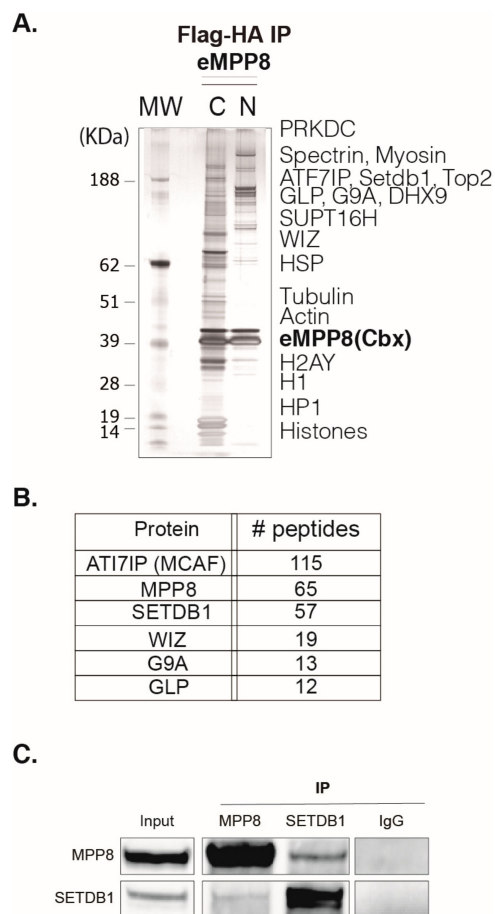 A.
Flag-HA IP
eMPP8
MW C N
(KDa)
PRKDC
Spectrin, Myosin
188
ATF7IP, Setdb1, Top2
GLP, G9A, DHX9
SUPT16H
WIZ
62
HSP
51
Tubulin
Actin
39
eMPP8(Cbx)
H2AY
28
H1
19
HP1
14
Histones
B.
Protein # peptides
ATI7IP (MCAF) 115
MPP8 65
SETDB1 57
WIZ 19
G9A 13
GLP 12
C.
IP
Input MPP8 SETDB1 IgG
MPP8
SETDB1